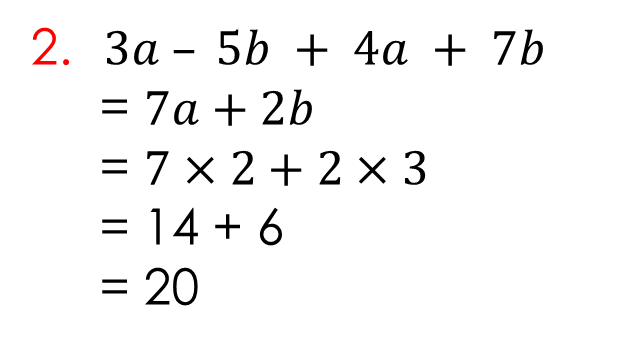 2. 3a – 5b + 4a + 7b
= 7a + 2b
= 7 × 2 + 2 × 3
= 14 + 6
= 20